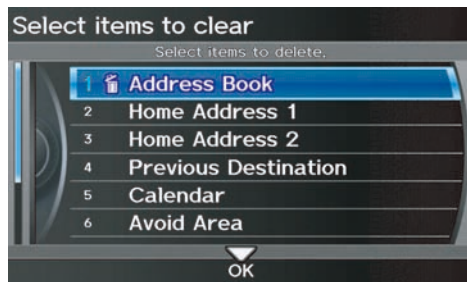 Select items to clear
Select items to delete.
1 Address Book
2 Home Address 1
3 Home Address 2
4 Previous Destination
5 Calendar
6 Avoid Area
OK